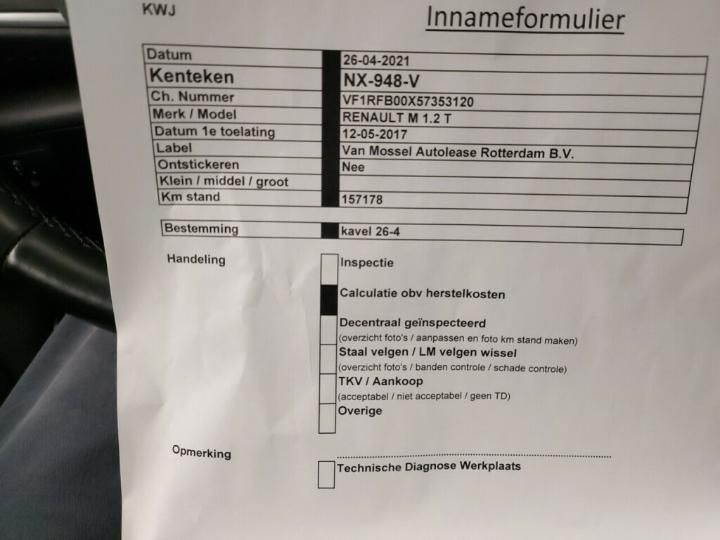 KWJ
Innameformulier
Datum 26-04-2021
Kenteken NX-948-V
Ch. Nummer VF1RFB00X57353120
Merk / Model RENAULT M 1.2 T
Datum 1e toelating 12-05-2017
Label Van Mossel Autolease Rotterdam B.V.
Ontstickeren Nee
Klein / middel / groot
Km stand 157178
Bestemming kavel 26-4
Handeling Inspectie
Calculatie obv herstelkosten
Decentraal geïnspecteerd
(overzicht foto's / aanpassen en foto km stand maken)
Staal velgen / LM velgen wissel
(overzicht foto's / banden controle / schade controle)
TKV / Aankoop
(acceptabel / niet acceptabel / geen TD)
Overige
Opmerking
Technische Diagnose Werkplaats